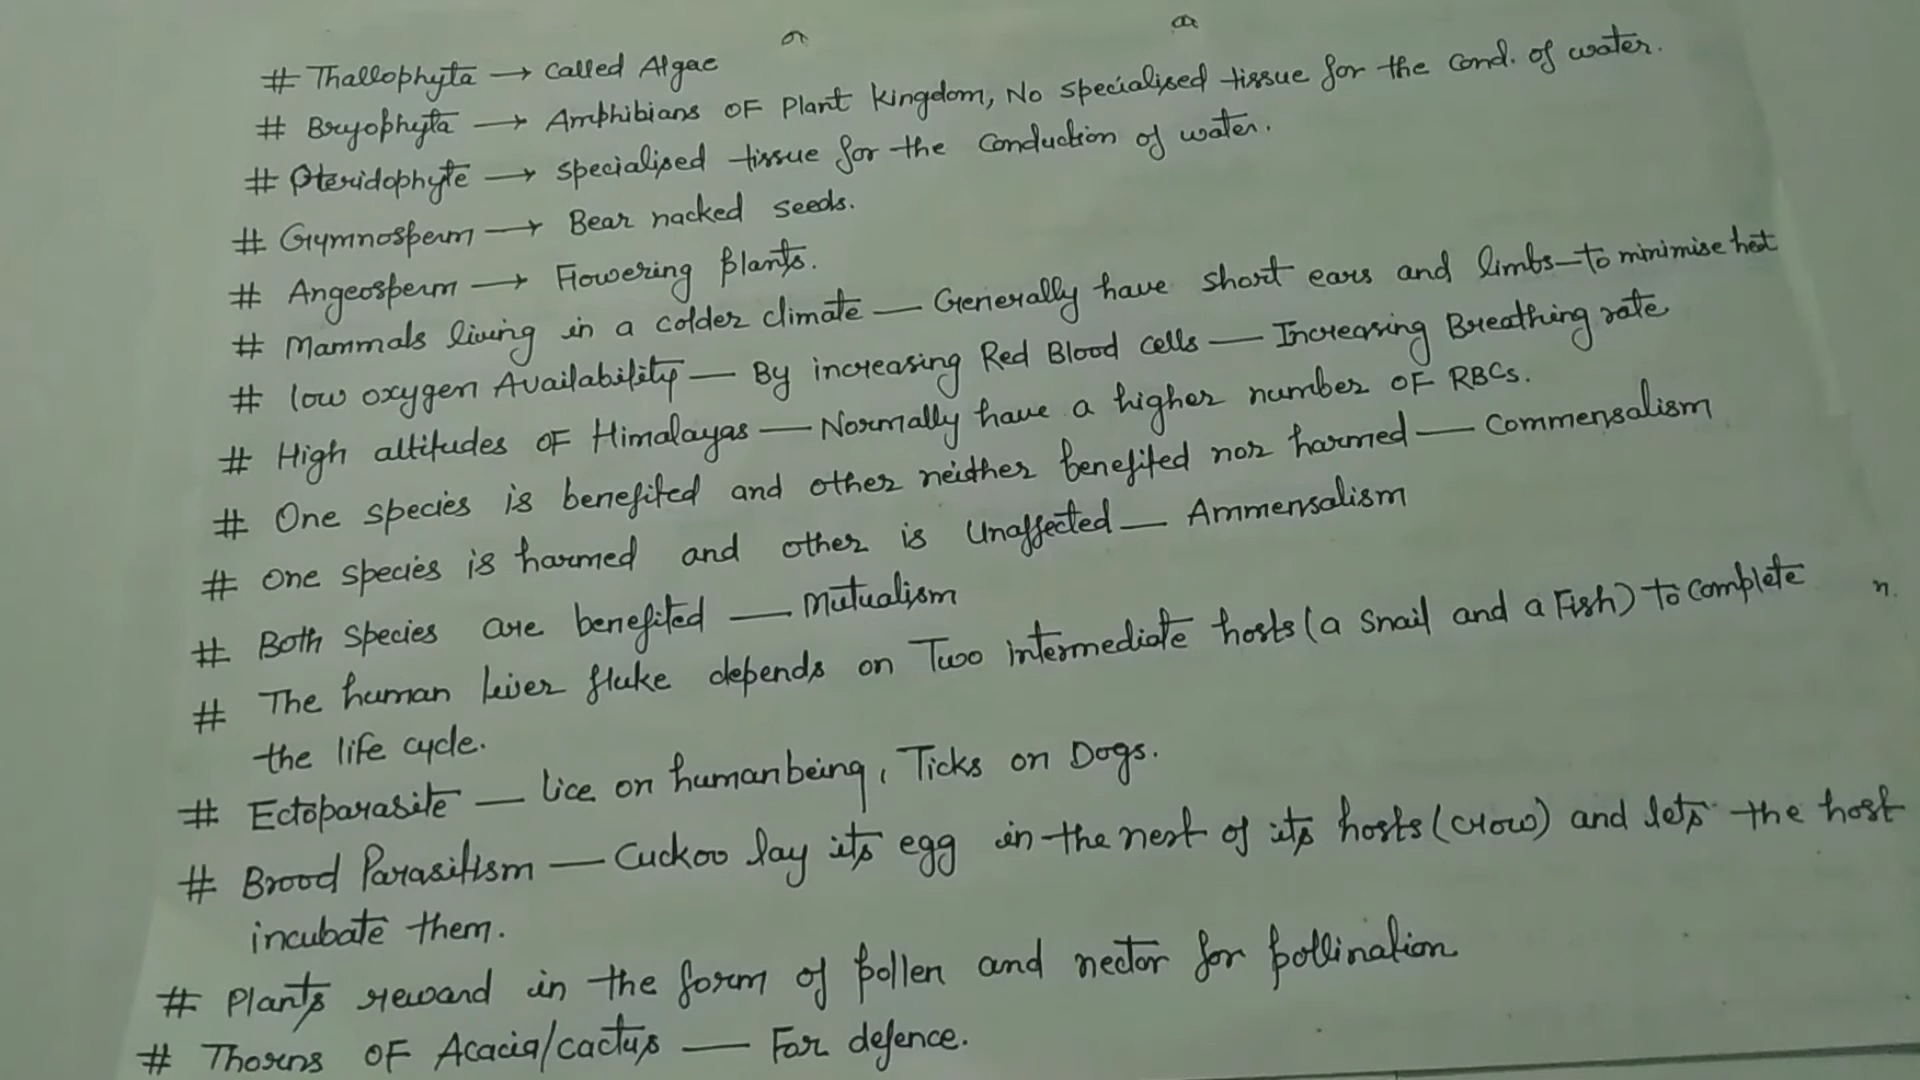 # Thallophyta → Called Algae
# Bryophyta → Amphibians OF Plant Kingdom, No specialised tissue for the cond. of water.
# Pteridophyte → specialised tissue for the conduction of water.
# Gymnosperm → Bear nacked seeds.
# Angeosperm → Flowering plants.
# Mammals living in a colder climate — Generally have short ears and limbs—to minimise heat
# low oxygen Availability — By increasing Red Blood cells — Increasing Breathing rate
# High altitudes OF Himalayas — Normally have a higher number OF RBCs.
# One species is benefited and other neither benefited nor harmed — Commensalism
# One species is harmed and other is Unaffected — Ammensalism
# Both species are benefited — Mutualism
# The human liver fluke depends on Two intermediate hosts (a snail and a Fish) to complete
the life cycle.
# Ectoparasite — lice on humanbeing, Ticks on Dogs.
# Brood Parasitism — Cuckoo lay its egg in the nest of its hosts (crow) and lets the host
incubate them.
# Plants reward in the form of pollen and nector for pollination
# Thorns OF Acacia/cactus — For defence.